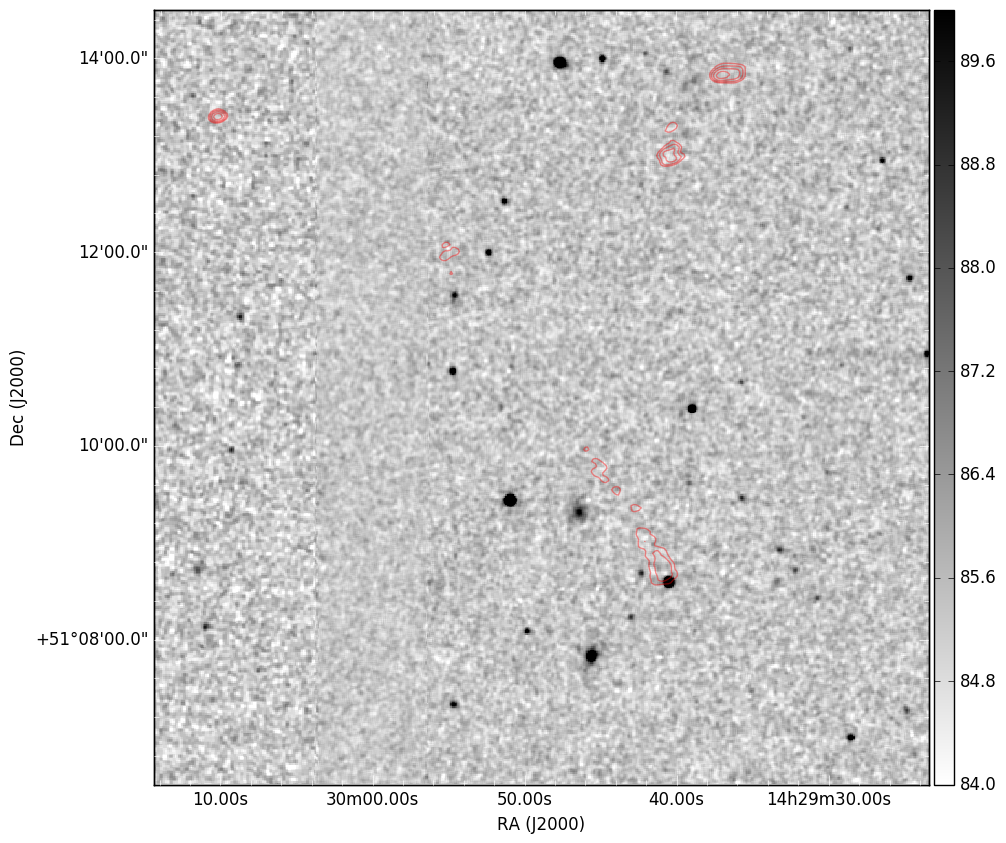 14'00.0"
12'00.0"
10'00.0"
+51°08'00.0"
Dec (J2000)
10.00s
30m00.00s
50.00s
40.00s
14h29m30.00s
RA (J2000)
89.6
88.8
88.0
87.2
86.4
85.6
84.8
84.0